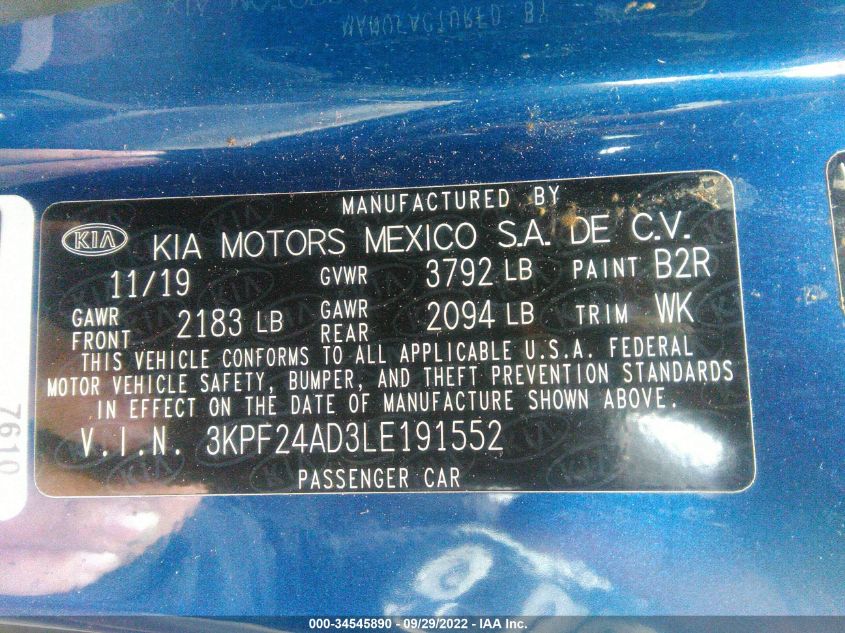 MANUFACTURED BY
KIA KIA MOTORS MEXICO S.A. DE C.V.
11/19 GVWR 3792 LB PAINT B2R
GAWR FRONT 2183 LB GAWR REAR 2094 LB TRIM WK
THIS VEHICLE CONFORMS TO ALL APPLICABLE U.S.A. FEDERAL
MOTOR VEHICLE SAFETY, BUMPER, AND THEFT PREVENTION STANDARDS
IN EFFECT ON THE DATE OF MANUFACTURE SHOWN ABOVE.
V.I.N. 3KPF24AD3LE191552
PASSENGER CAR
7610
000-34545890 - 09/29/2022 - IAA Inc.